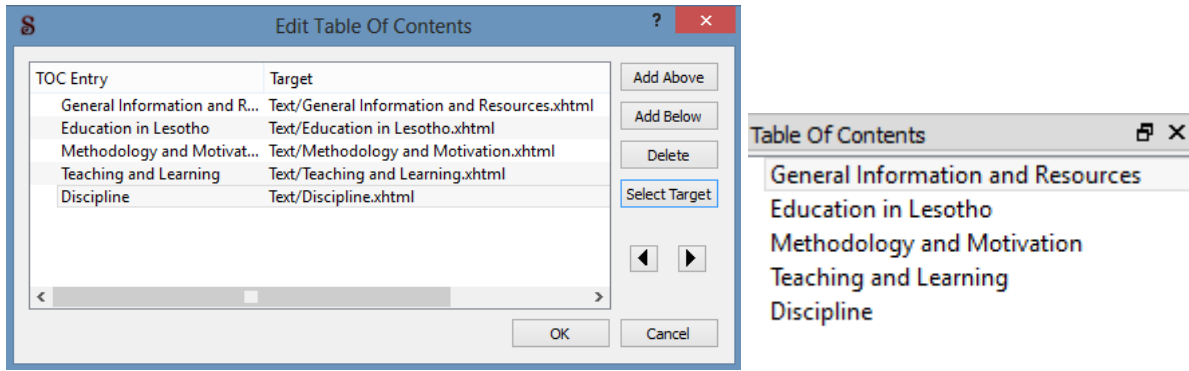 S Edit Table Of Contents ? ×
TOC Entry Target
General Information and R... Text/General Information and Resources.xhtml
Education in Lesotho Text/Education in Lesotho.xhtml
Methodology and Motivat... Text/Methodology and Motivation.xhtml
Teaching and Learning Text/Teaching and Learning.xhtml
Discipline Text/Discipline.xhtml
Add Above
Add Below
Delete
Select Target
OK Cancel
Table Of Contents
General Information and Resources
Education in Lesotho
Methodology and Motivation
Teaching and Learning
Discipline